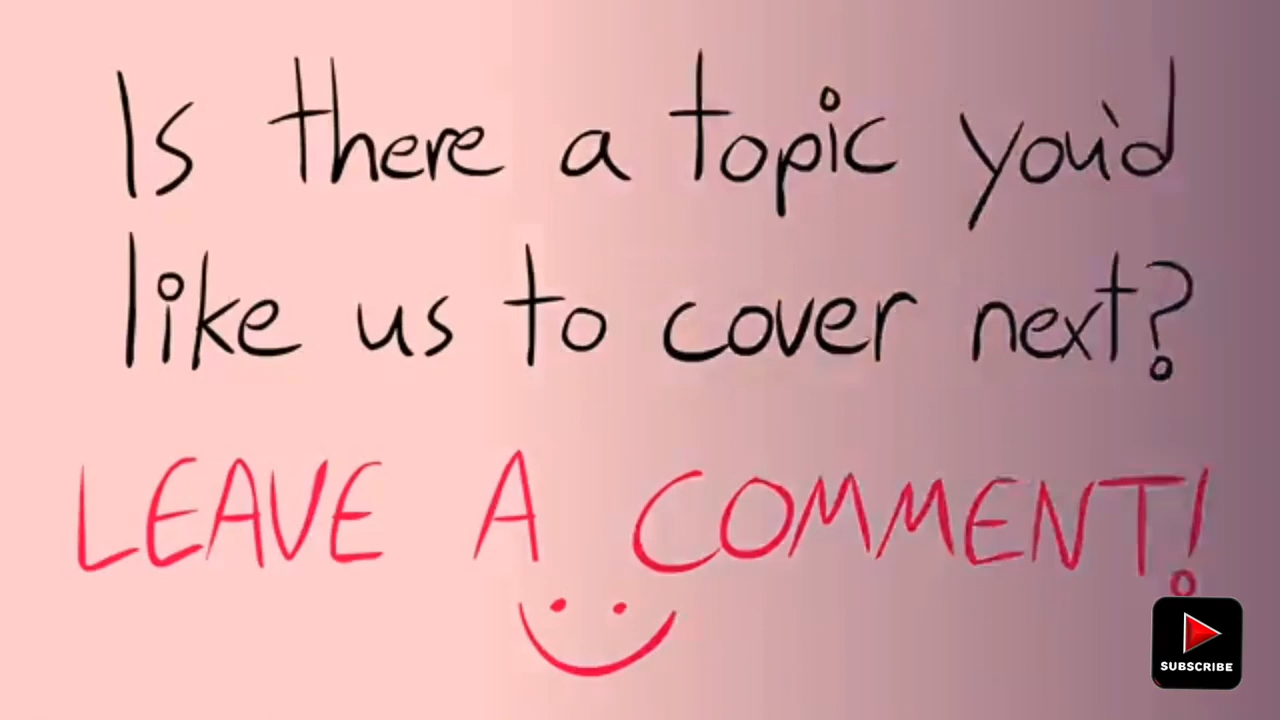 Is there a topic you'd
like us to cover next?
LEAVE A COMMENT!
SUBSCRIBE